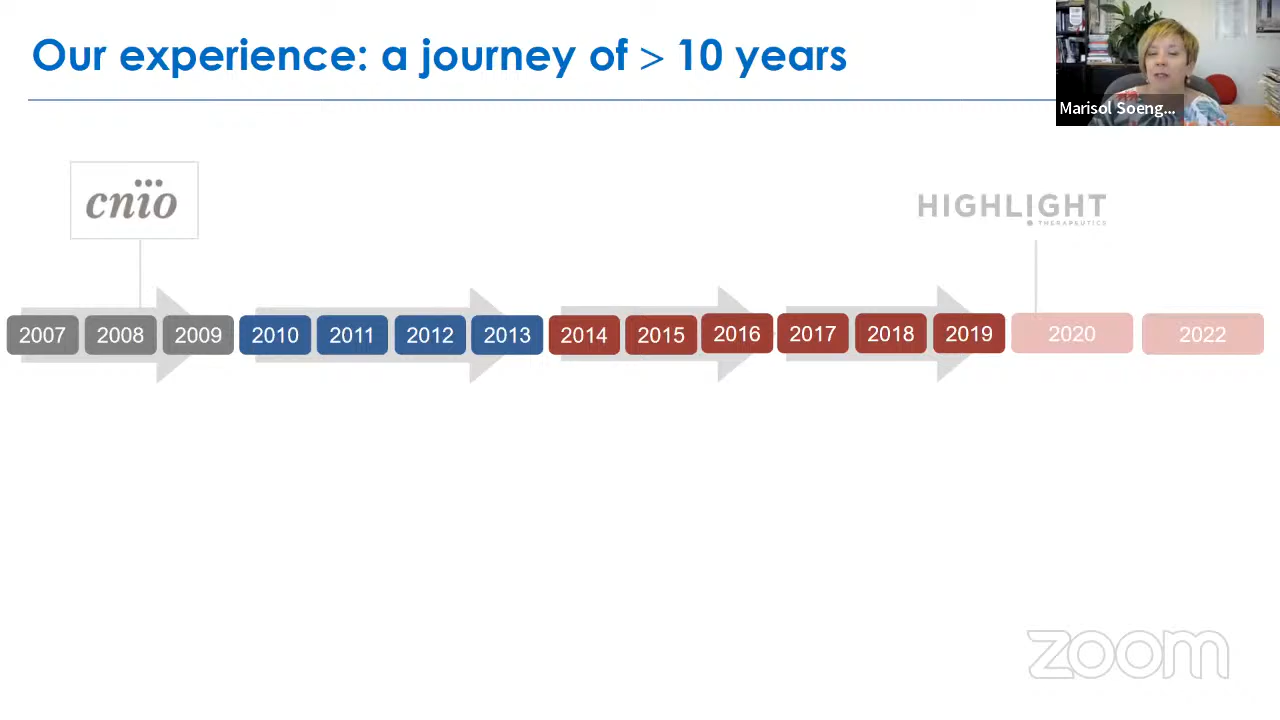 Our experience: a journey of > 10 years
Marisol Soeng...
cnio
HIGHLIGHT
THERAPEUTICS
2007 2008 2009 2010 2011 2012 2013 2014 2015 2016 2017 2018 2019 2020 2022
zoom